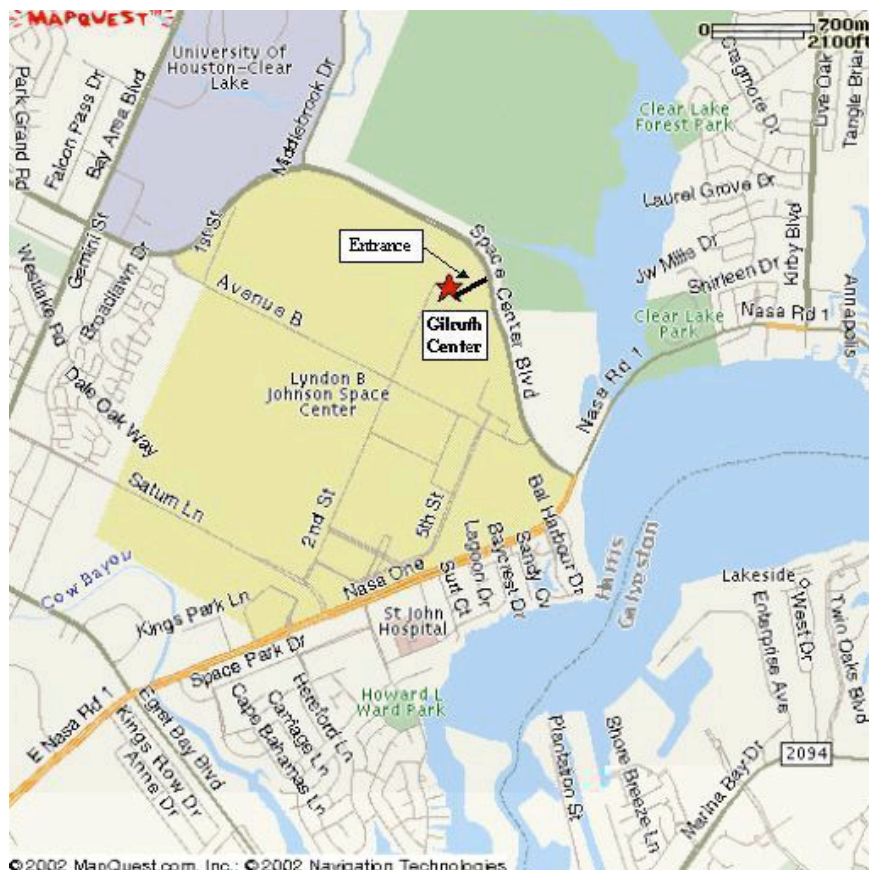 MAPQUEST™
0 700m
2100ft
University Of
Houston-Clear
Lake
Park Grand Rd
Falcon Pass Dr
Bay Area Blvd
Middlebrook Dr
Clear Lake
Forest Park
Cragmore Dr
Live Oak
Tangle Briar
Laurel Grove Dr
Kirby Blvd
1st St
Gemini St
Westlake Rd
Broadlawn Dr
Entrance
Space Center Blvd
Jw Mills Dr
Shirleen Dr
Avenue B
Gilruth
Center
Clear Lake
Park
Nasa Rd 1
Annapolis
Nasa Rd 1
Lyndon B
Johnson Space
Center
Dale Oak Way
Saturn Ln
2nd St
5th St
Bal Harbour Dr
Nasa One
Surf Ct
Lagoon Dr
Baycrest Dr
Sandy Cv
Harris
Galveston
Cow Bayou
Kings Park Ln
St John
Hospital
Lakeside
West Dr
Enterprise Ave
Twin Oaks Blvd
Space Park Dr
Howard L
Ward Park
E Nasa Rd 1
Egret Bay Blvd
Kings Row Dr
Anne Dr
Cape Bahamas Ln
Carriage Ln
Hereford Ln
Plantation St
Shore Breeze Ln
Marina Bay Dr
2094
©2002 MapQuest.com, Inc.; ©2002 Navigation Technologies